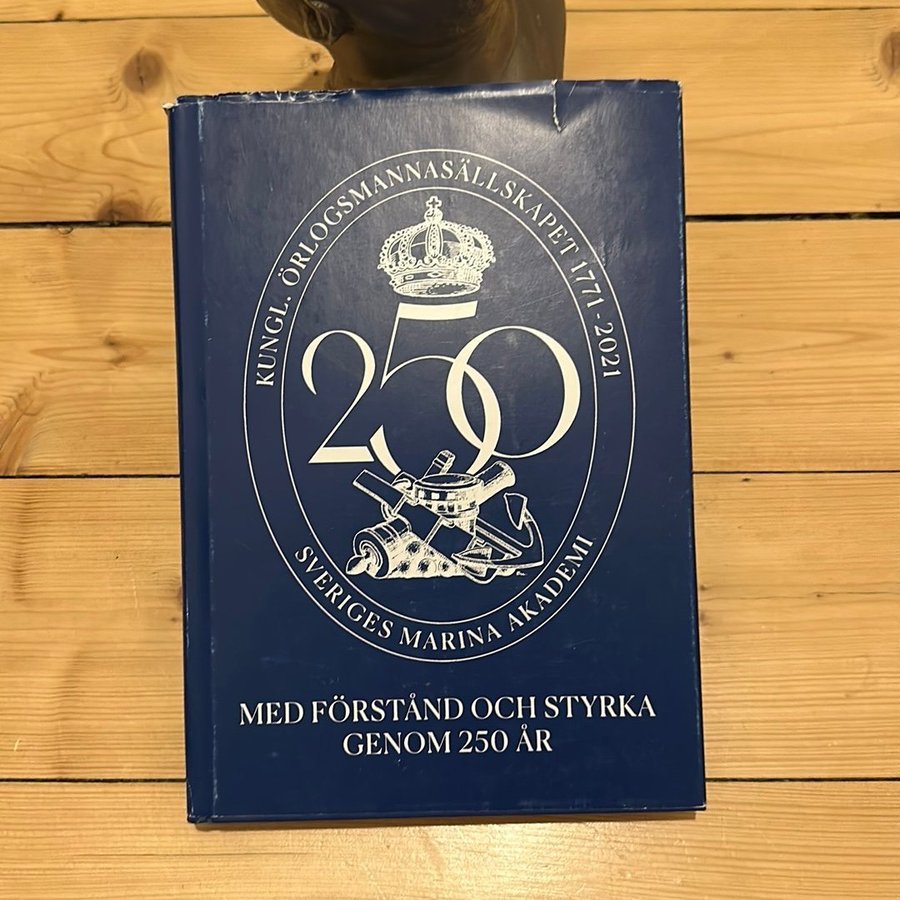 KUNGL. ÖRLOGSMANNASÄLLSKAPET 1771 - 2021
250
SVERIGES MARINA AKADEMI
MED FÖRSTÅND OCH STYRKA
GENOM 250 ÅR